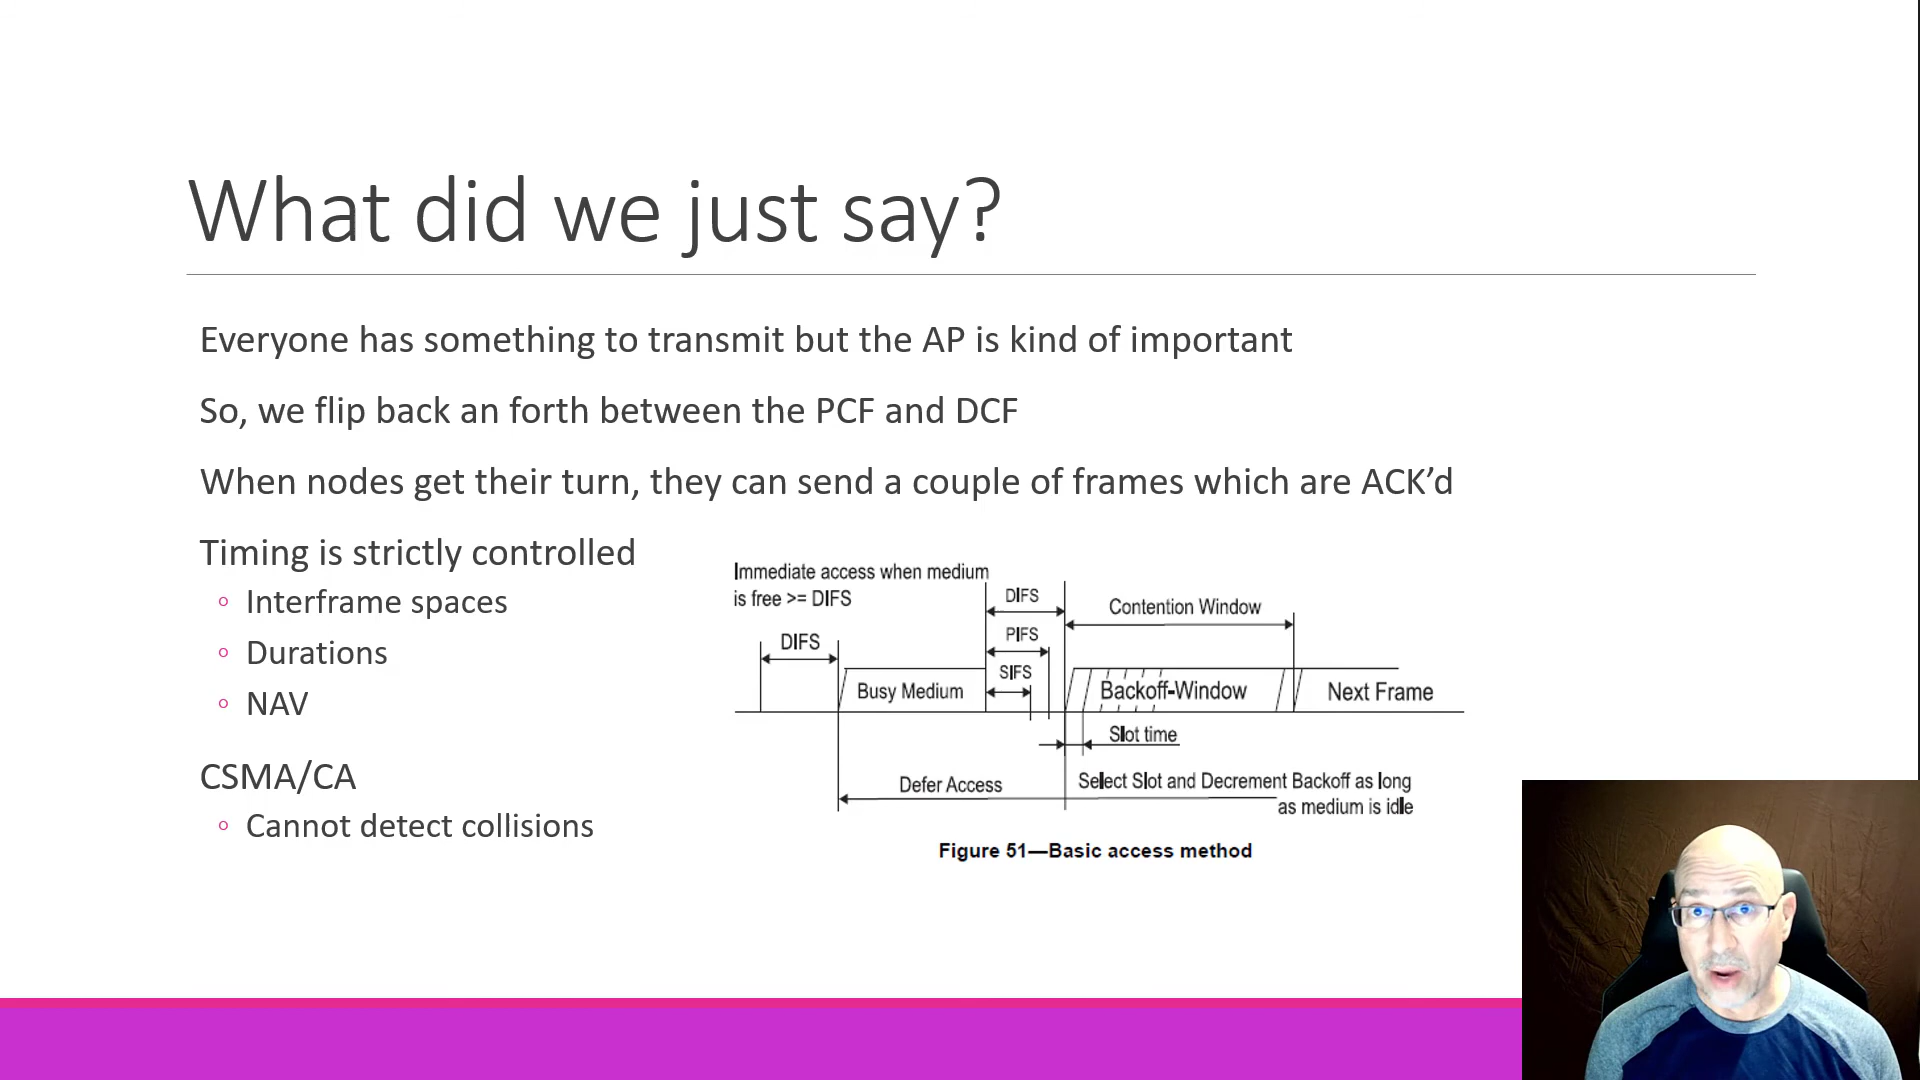 What did we just say?
Everyone has something to transmit but the AP is kind of important
So, we flip back an forth between the PCF and DCF
When nodes get their turn, they can send a couple of frames which are ACK’d
Timing is strictly controlled
Interframe spaces
Durations
NAV
CSMA/CA
Cannot detect collisions
Immediate access when medium
is free >= DIFS
DIFS
DIFS
PIFS
SIFS
Contention Window
Busy Medium
Backoff-Window
Next Frame
Slot time
Defer Access
Select Slot and Decrement Backoff as long
as medium is idle
Figure 51—Basic access method